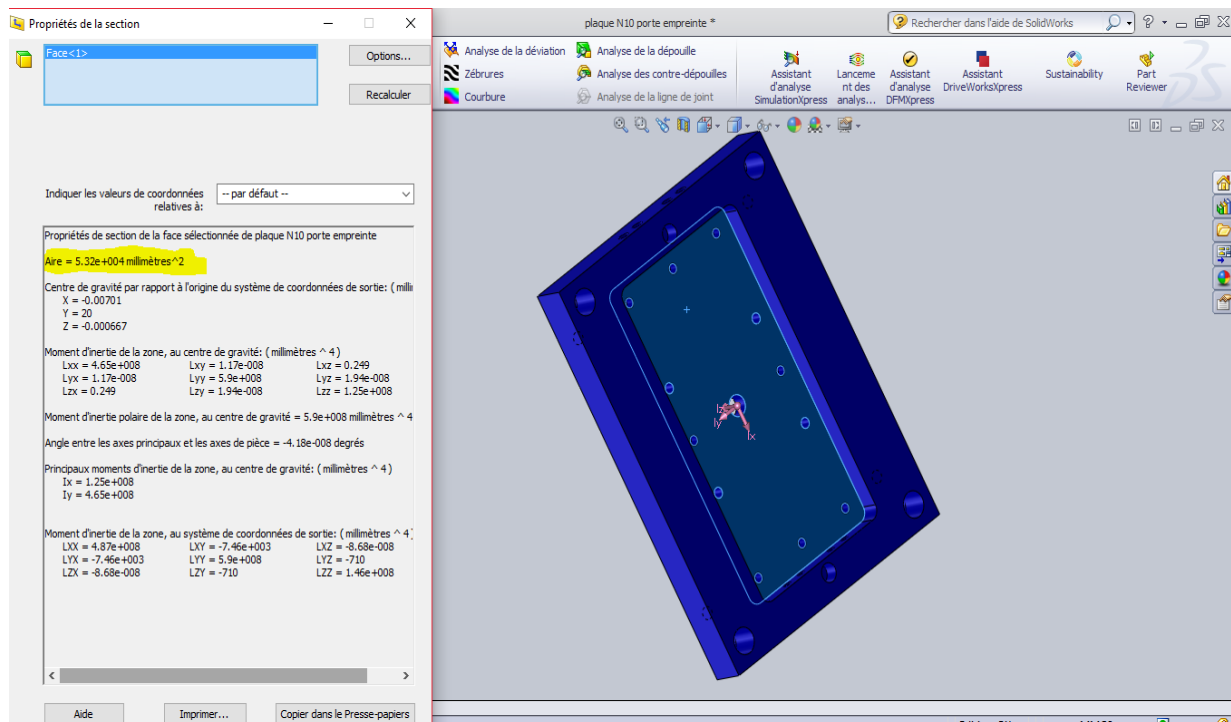 Propriétés de la section
Face<1>
Options...
Recalculer
Indiquer les valeurs de coordonnées
relatives à:
-- par défaut --
Propriétés de section de la face sélectionnée de plaque N10 porte empreinte
Aire = 5.32e+004 millimètres^2
Centre de gravité par rapport à l'origine du système de coordonnées de sortie: ( milli
X = -0.00701
Y = 20
Z = -0.000667
Moment d'inertie de la zone, au centre de gravité: ( millimètres ^ 4 )
Lxx = 4.65e+008 Lxy = 1.17e-008 Lxz = 0.249
Lyx = 1.17e-008 Lyy = 5.9e+008 Lyz = 1.94e-008
Lzx = 0.249 Lzy = 1.94e-008 Lzz = 1.25e+008
Moment d'inertie polaire de la zone, au centre de gravité = 5.9e+008 millimètres ^ 4
Angle entre les axes principaux et les axes de pièce = -4.18e-008 degrés
Principaux moments d'inertie de la zone, au centre de gravité: ( millimètres ^ 4 )
Ix = 1.25e+008
Iy = 4.65e+008
Moment d'inertie de la zone, au système de coordonnées de sortie: ( millimètres ^ 4 )
LXX = 4.87e+008 LXY = -7.46e+003 LXZ = -8.68e-008
LYX = -7.46e+003 LYY = 5.9e+008 LYZ = -710
LZX = -8.68e-008 LZY = -710 LZZ = 1.46e+008
Aide
Imprimer...
Copier dans le Presse-papiers
plaque N10 porte empreinte *
Rechercher dans l'aide de SolidWorks
Analyse de la déviation
Zébrures
Courbure
Analyse de la dépouille
Analyse des contre-dépouilles
Analyse de la ligne de joint
Assistant
d'analyse
SimulationXpress
Lanceme
nt des
analys...
Assistant
d'analyse
DFMXpress
Assistant
DriveWorksXpress
Sustainability
Part
Reviewer
Iy
Ix